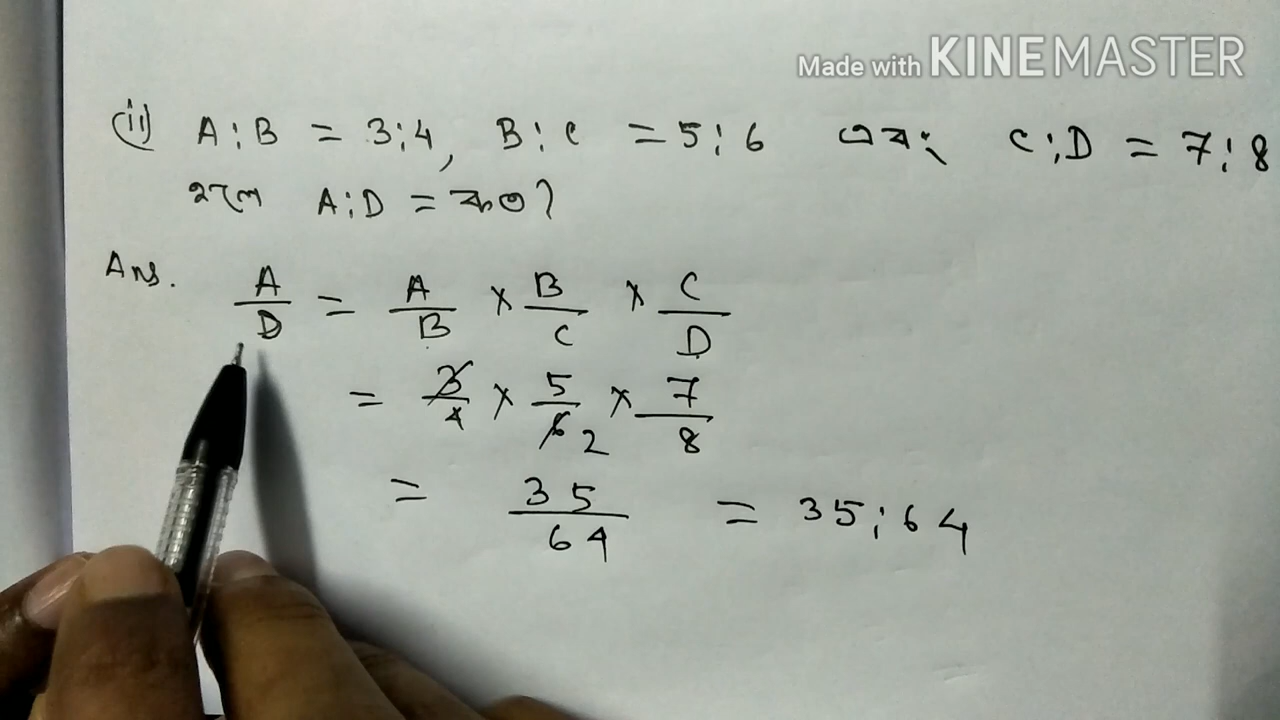 Made with KINEMASTER
(ii) A:B = 3:4, B:C = 5:6 এবং C:D = 7:8
হলে A:D = কত?
Ans. A/D = A/B × B/C × C/D
= 3/4 × 5/6 2 × 7/8
= 35/64 = 35:64